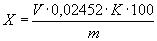 X = V·0,02452·K·100 / m